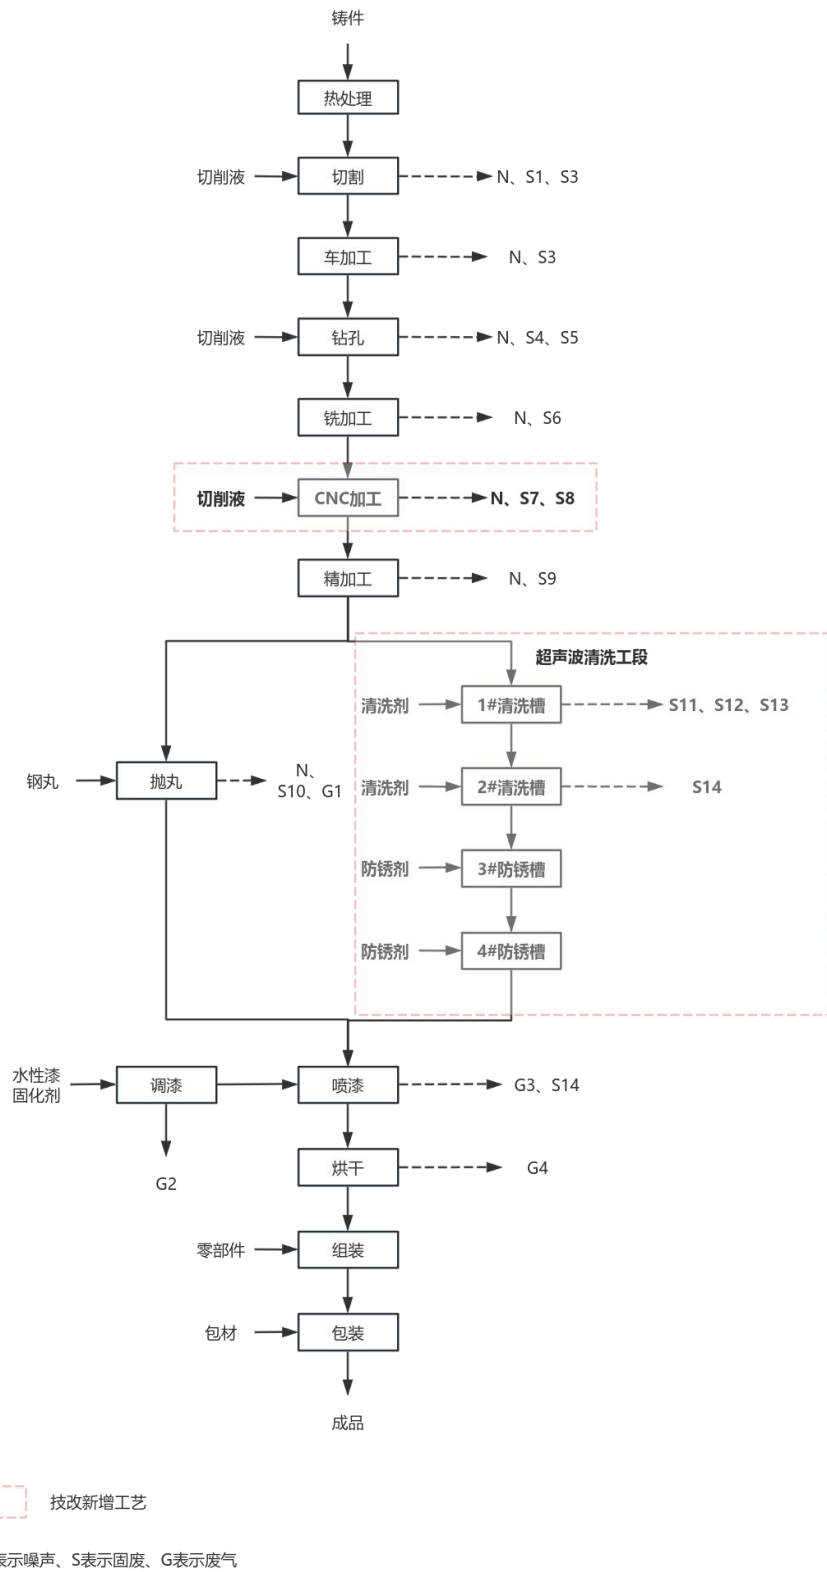 铸件
热处理
切削液
切割
N、S1、S3
车加工
N、S3
切削液
钻孔
N、S4、S5
铣加工
N、S6
切削液
CNC加工
N、S7、S8
精加工
N、S9
超声波清洗工段
清洗剂
1#清洗槽
S11、S12、S13
钢丸
抛丸
N、
S10、G1
清洗剂
2#清洗槽
S14
防锈剂
3#防锈槽
防锈剂
4#防锈槽
水性漆
固化剂
调漆
喷漆
G3、S14
G2
烘干
G4
零部件
组装
包材
包装
成品
技改新增工艺
表示噪声、S表示固废、G表示废气